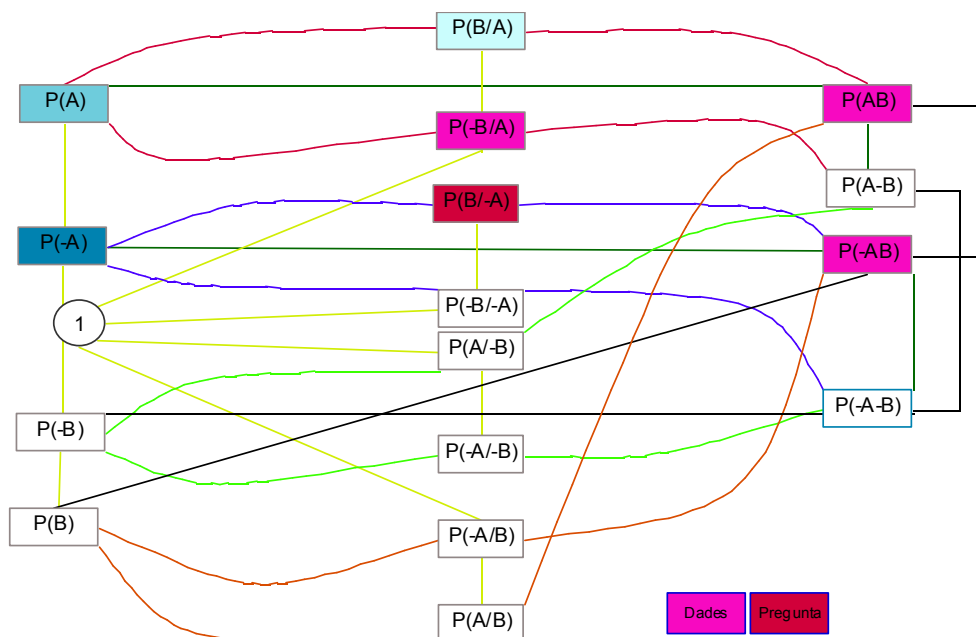 P(B/A)
P(A)
P(AB)
P(-B/A)
P(A-B)
P(B/-A)
P(-A)
P(-AB)
P(-B/-A)
1
P(A/-B)
P(-A-B)
P(-B)
P(-A/-B)
P(B)
P(-A/B)
P(A/B)
Dades
Pregunta